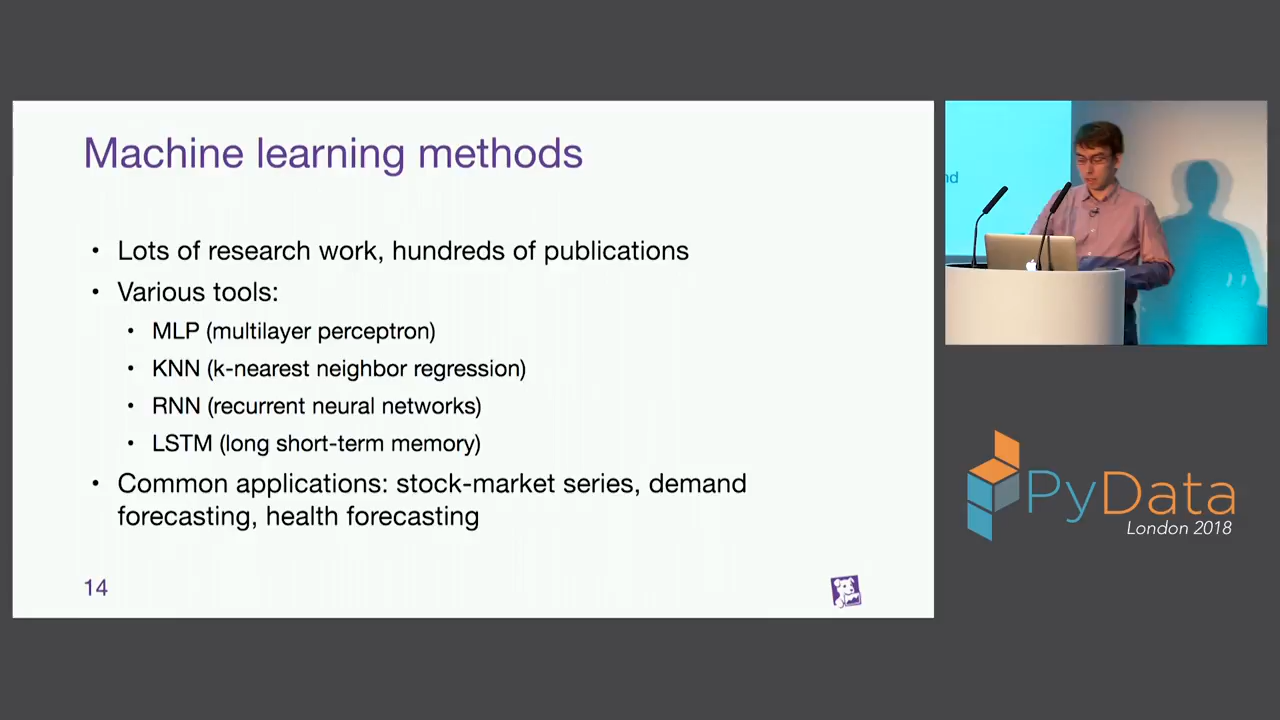 Machine learning methods
• Lots of research work, hundreds of publications
• Various tools:
• MLP (multilayer perceptron)
• KNN (k-nearest neighbor regression)
• RNN (recurrent neural networks)
• LSTM (long short-term memory)
• Common applications: stock-market series, demand
forecasting, health forecasting
14
nd
PyData
London 2018